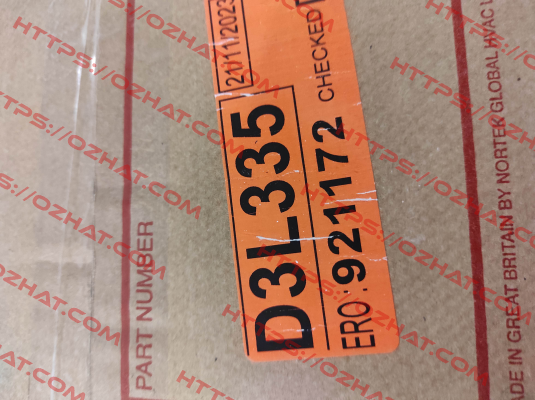 PART NUMBER
21/11/2023
D3L335
ERO: 921172 CHECKED
MADE IN GREAT BRITAIN BY NORTEK GLOBAL HVAC
HTTPS://OZHAT.COM